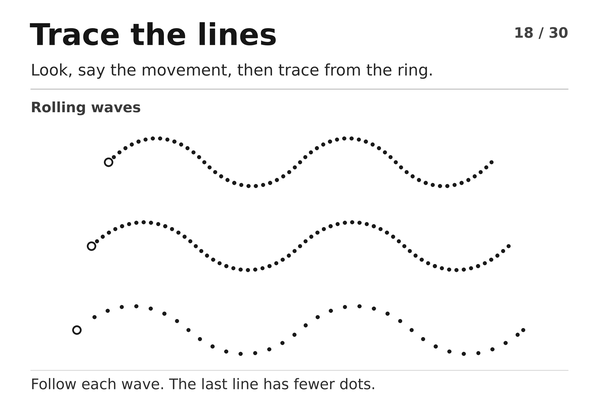 Trace the lines
18 / 30
Look, say the movement, then trace from the ring.
Rolling waves
Follow each wave. The last line has fewer dots.